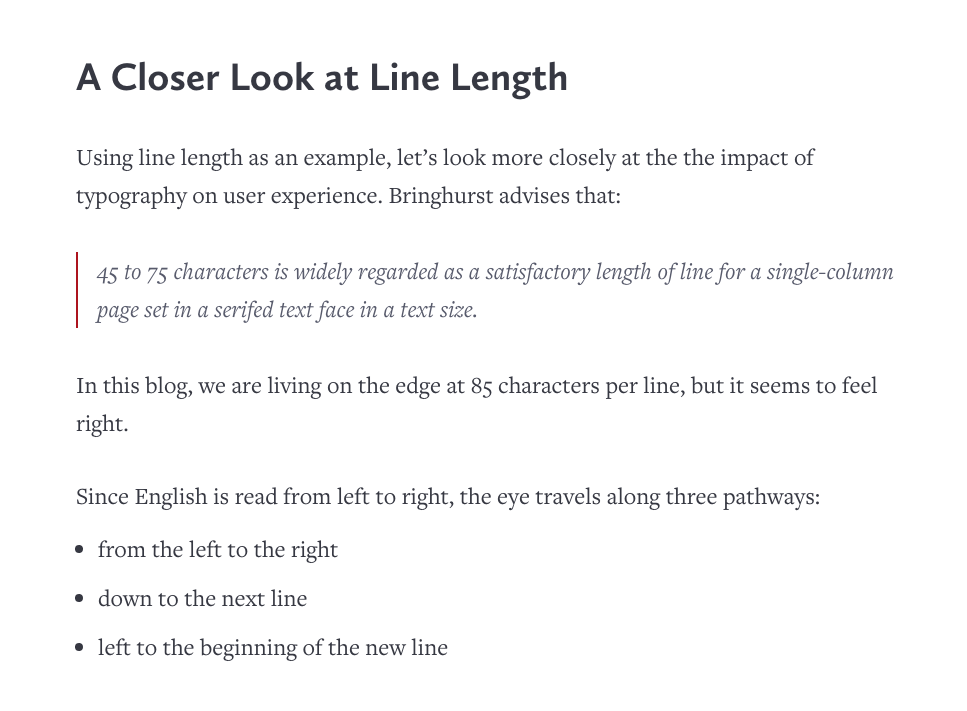 A Closer Look at Line Length
Using line length as an example, let’s look more closely at the the impact of
typography on user experience. Bringhurst advises that:
45 to 75 characters is widely regarded as a satisfactory length of line for a single-column
page set in a serifed text face in a text size.
In this blog, we are living on the edge at 85 characters per line, but it seems to feel
right.
Since English is read from left to right, the eye travels along three pathways:
• from the left to the right
• down to the next line
• left to the beginning of the new line